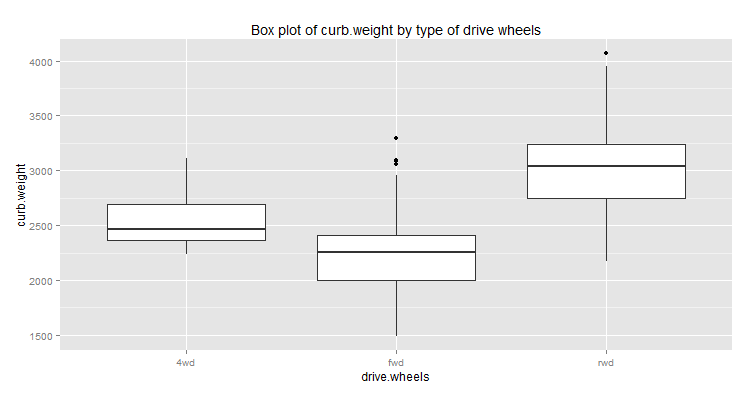 Box plot of curb.weight by type of drive wheels
curb.weight
4000
3500
3000
2500
2000
1500
4wd fwd rwd
drive.wheels